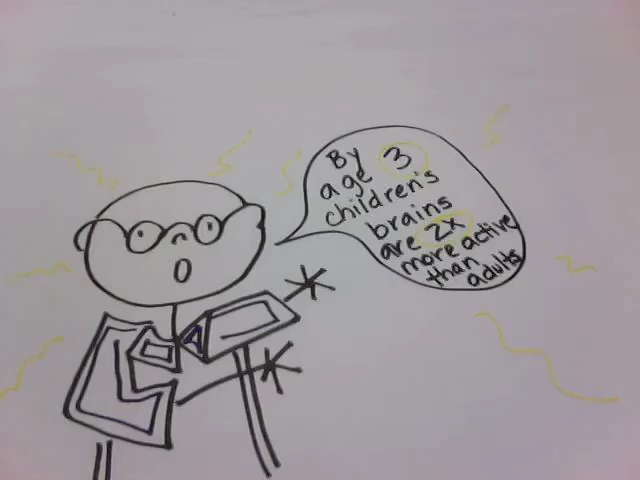 By
age 3
children's
brains
are 2x
more active
than
adults